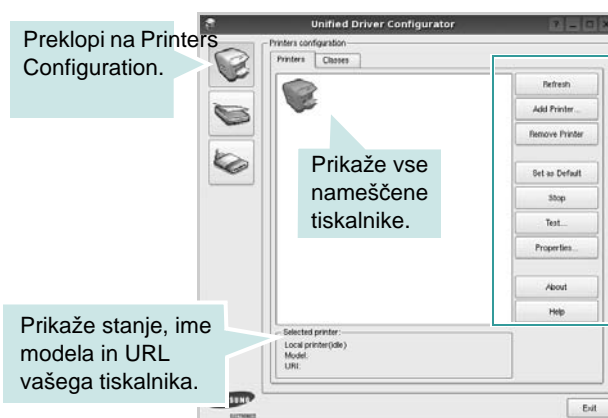 Unified Driver Configurator
Preklopi na Printers
Configuration.
Printers configuration
Printers
Classes
Refresh
Add Printer...
Remove Printer
Set as Default
Stop
Test...
Properties...
About
Help
Prikaže vse
nameščene
tiskalnike.
Prikaže stanje, ime
modela in URL
vašega tiskalnika.
Selected printer:
Local printer(idle)
Model:
URI:
Exit